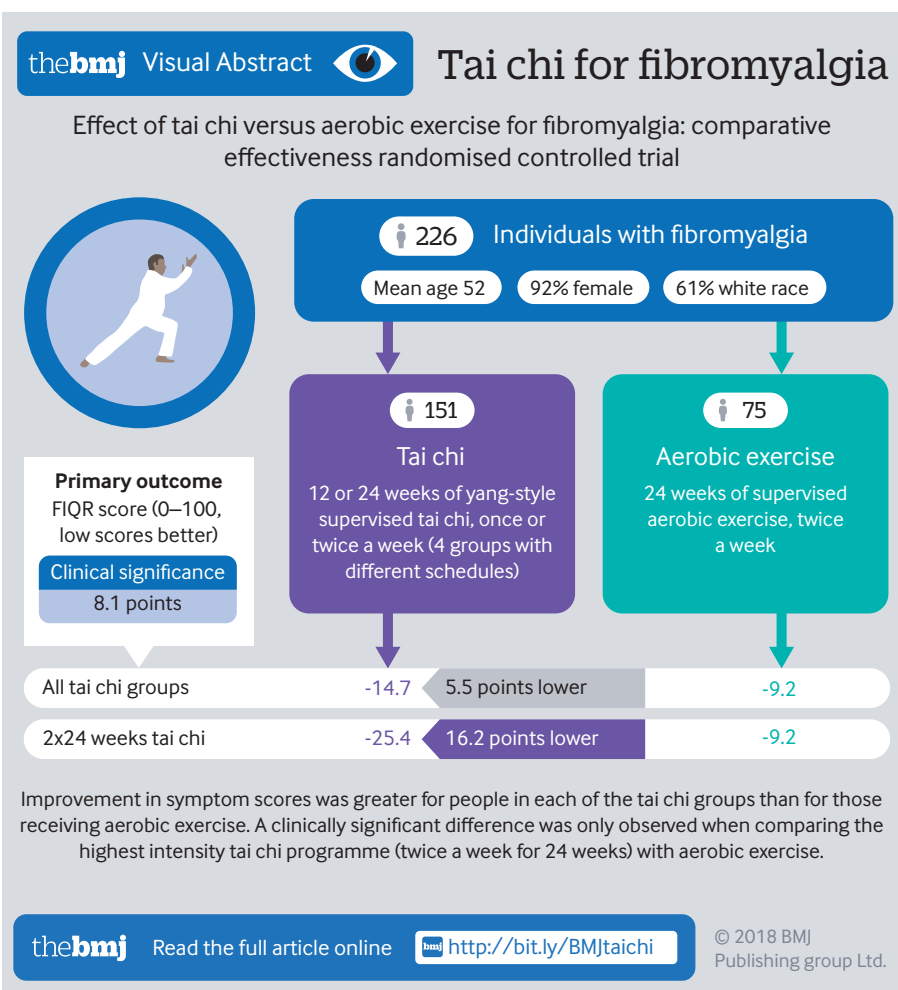 thebmj Visual Abstract
Tai chi for fibromyalgia
Effect of tai chi versus aerobic exercise for fibromyalgia: comparative
effectiveness randomised controlled trial
226 Individuals with fibromyalgia
Mean age 52
92% female
61% white race
151
Tai chi
12 or 24 weeks of yang-style
supervised tai chi, once or
twice a week (4 groups with
different schedules)
75
Aerobic exercise
24 weeks of supervised
aerobic exercise, twice
a week
Primary outcome
FIQR score (0–100,
low scores better)
Clinical significance
8.1 points
All tai chi groups -14.7 5.5 points lower -9.2
2x24 weeks tai chi -25.4 16.2 points lower -9.2
Improvement in symptom scores was greater for people in each of the tai chi groups than for those
receiving aerobic exercise. A clinically significant difference was only observed when comparing the
highest intensity tai chi programme (twice a week for 24 weeks) with aerobic exercise.
thebmj Read the full article online bmj http://bit.ly/BMJtaichi
© 2018 BMJ
Publishing group Ltd.